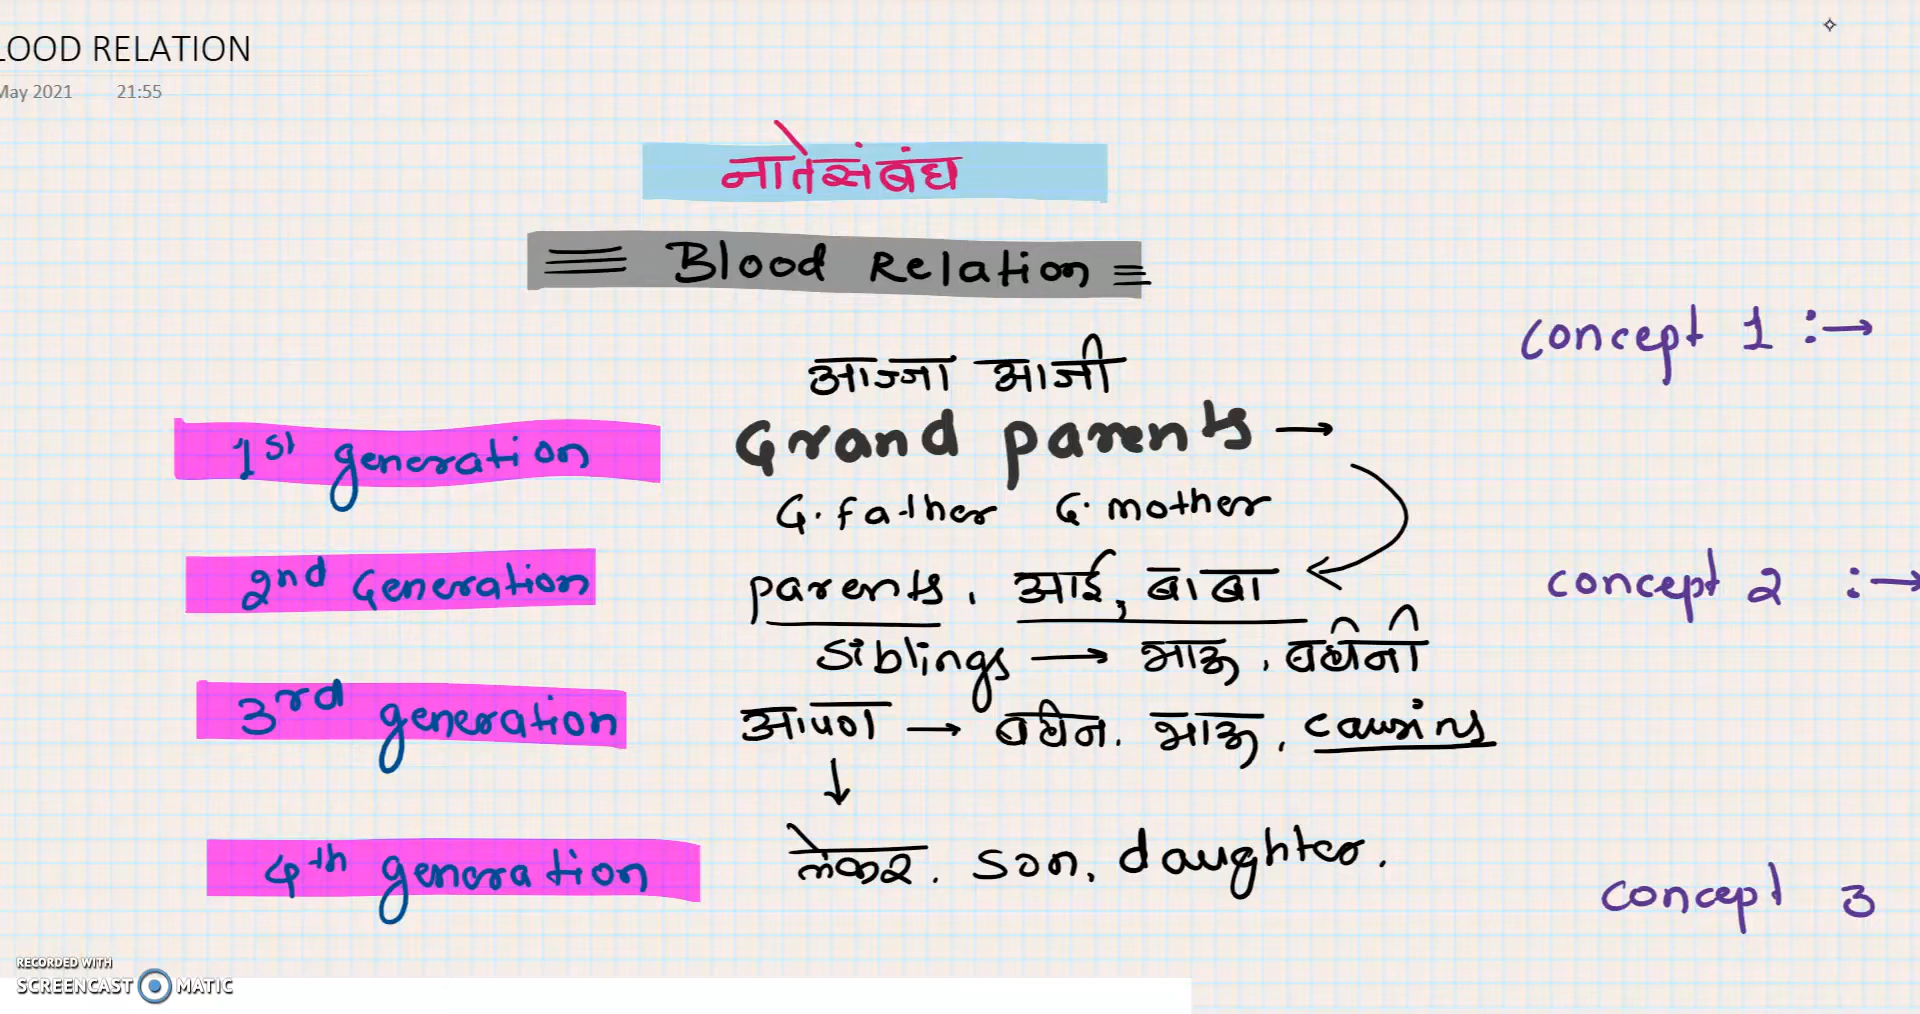 LOOD RELATION
May 2021 21:55
नातेसंबंध
Blood Relation
आज्जा आजी
concept 1 :→
1st generation
Grand parents →
G. father G. mother
2nd Generation
parents, आई, बाबा
concept 2 :→
siblings → भाऊ, बहीनी
3rd generation
आपण → बहीन. भाऊ, causins
↓
4th generation
लेकर. son, daughter.
concept 3
RECORDED WITH
SCREENCAST MATIC